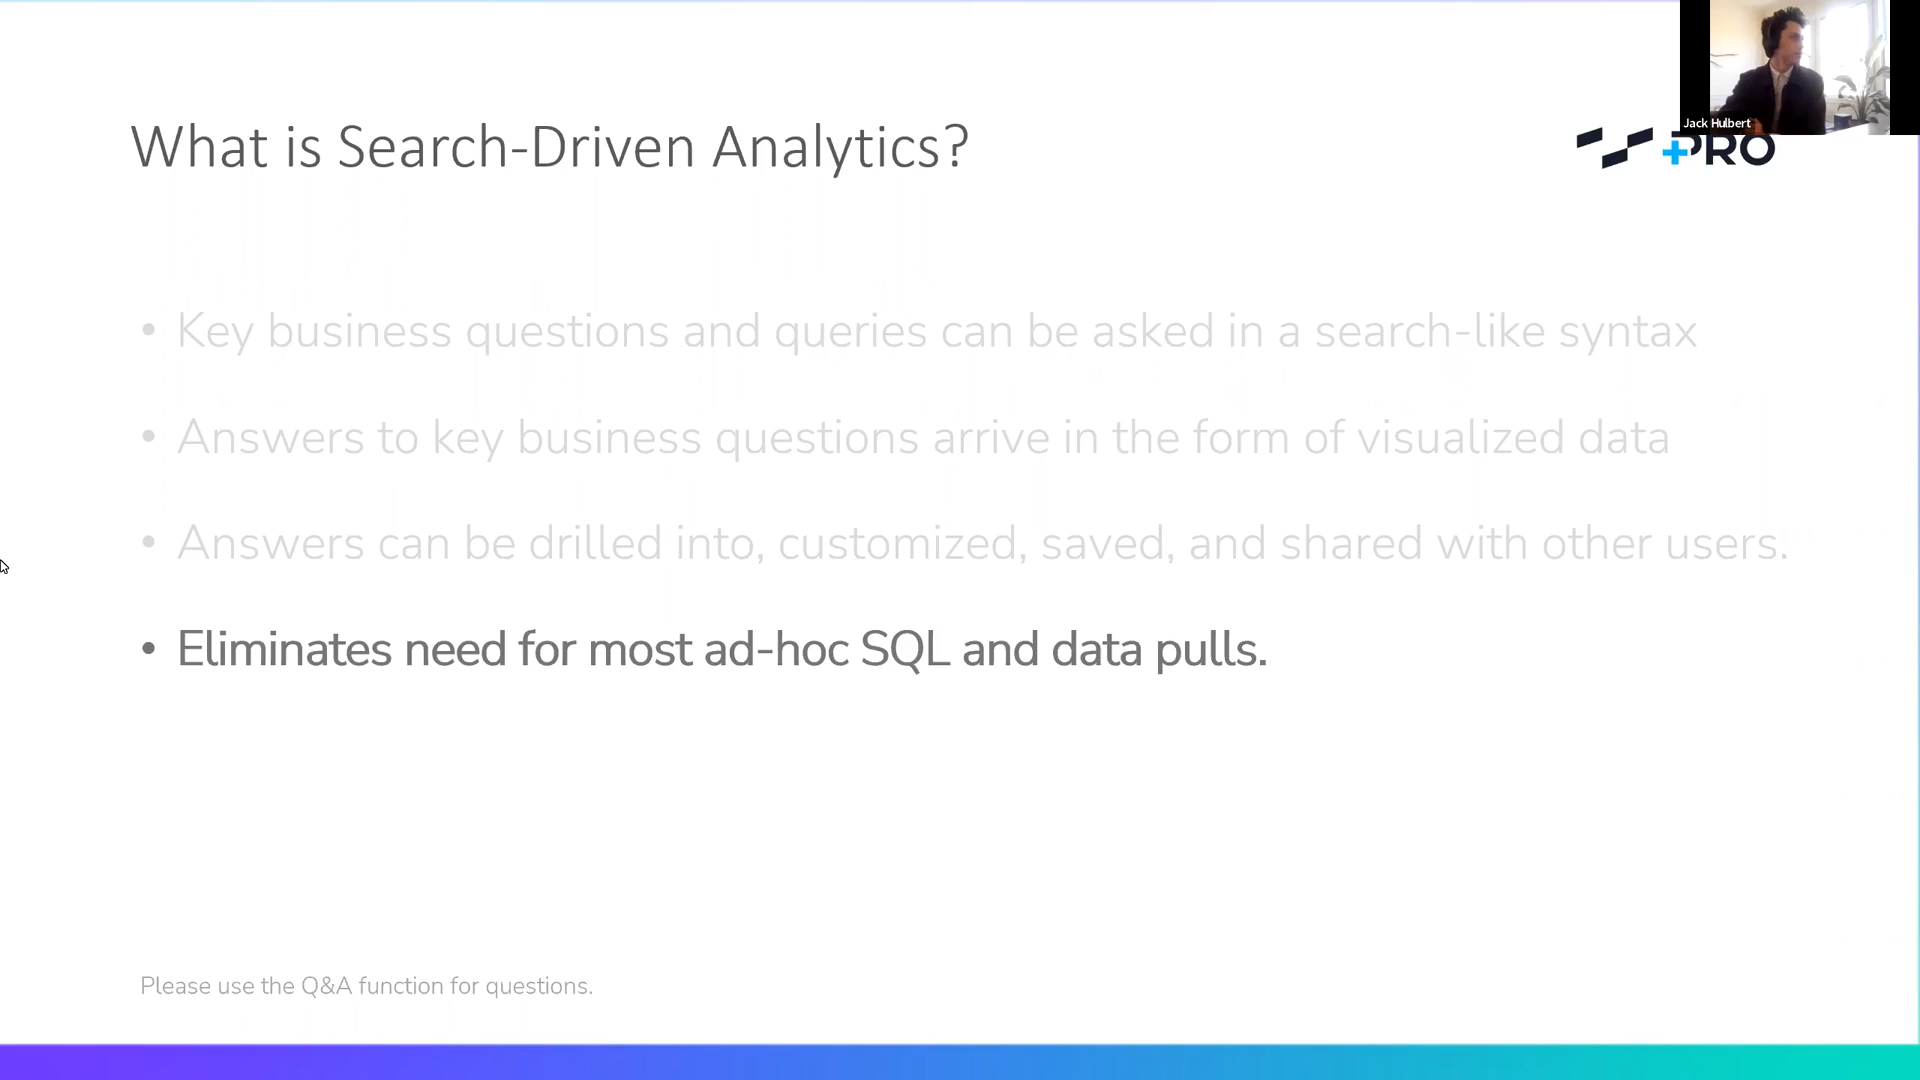 Jack Hulbert
What is Search-Driven Analytics?
+PRO
• Key business questions and queries can be asked in a search-like syntax
• Answers to key business questions arrive in the form of visualized data
• Answers can be drilled into, customized, saved, and shared with other users.
• Eliminates need for most ad-hoc SQL and data pulls.
Please use the Q&A function for questions.